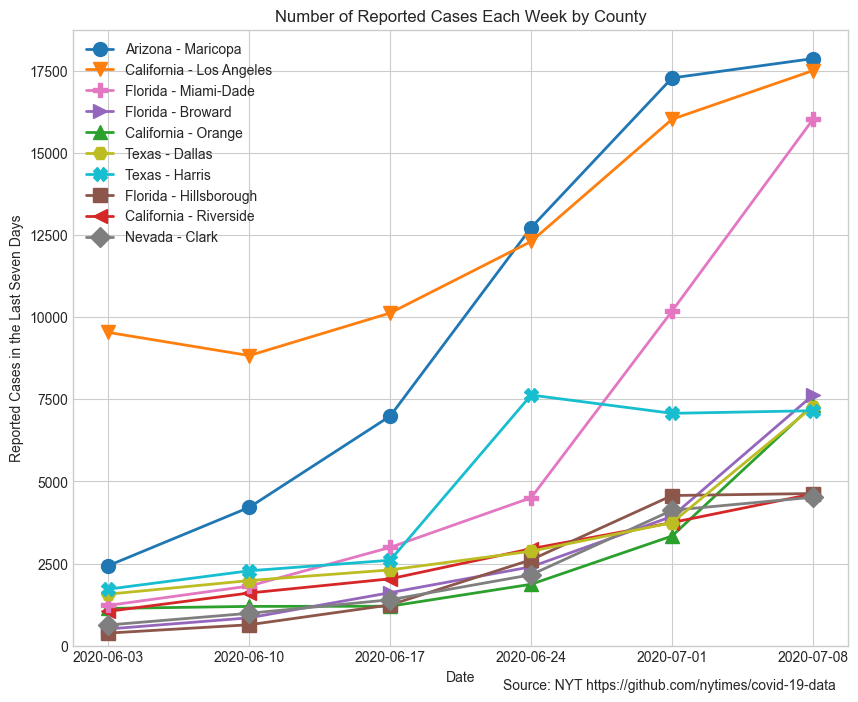 Number of Reported Cases Each Week by County
Arizona - Maricopa
California - Los Angeles
Florida - Miami-Dade
Florida - Broward
California - Orange
Texas - Dallas
Texas - Harris
Florida - Hillsborough
California - Riverside
Nevada - Clark
Reported Cases in the Last Seven Days
17500
15000
12500
10000
7500
5000
2500
0
2020-06-03 2020-06-10 2020-06-17 2020-06-24 2020-07-01 2020-07-08
Date
Source: NYT https://github.com/nytimes/covid-19-data